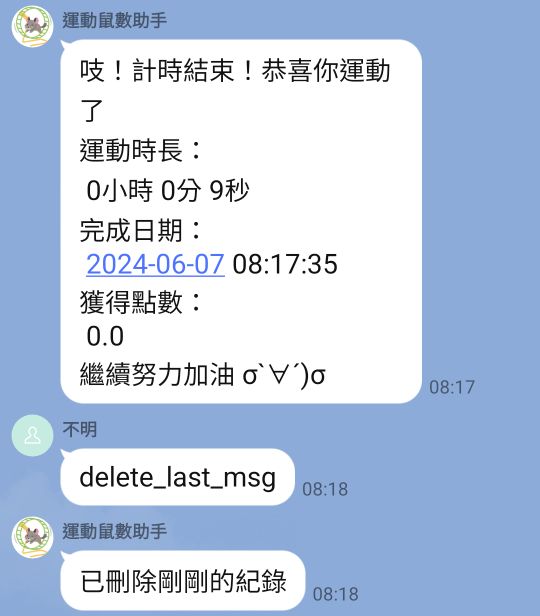 運動鼠數助手
吱！計時結束！恭喜你運動
了
運動時長：
0小時 0分 9秒
完成日期：
2024-06-07 08:17:35
獲得點數：
0.0
繼續努力加油 σ`∀´)σ
08:17
不明
delete_last_msg
08:18
運動鼠數助手
已刪除剛剛的紀錄
08:18